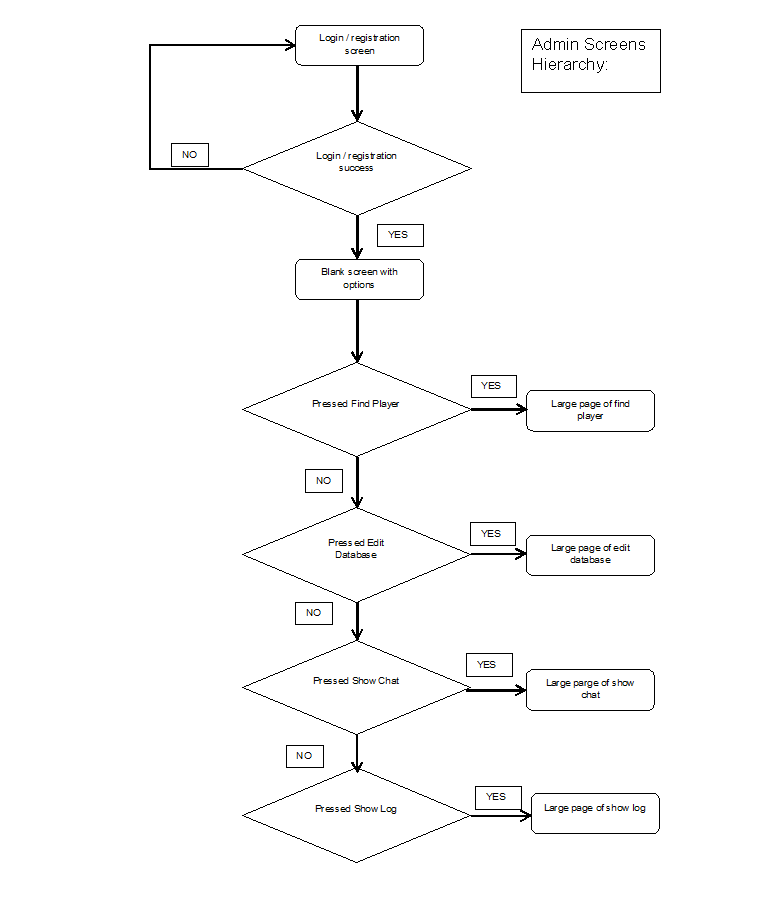 Login / registration
screen
Admin Screens
Hierarchy:
NO
Login / registration
success
YES
Blank screen with
options
YES
Pressed Find Player
Large page of find
player
NO
YES
Pressed Edit
Database
Large page of edit
database
NO
YES
Pressed Show Chat
Large parge of show
chat
NO
YES
Pressed Show Log
Large page of show log